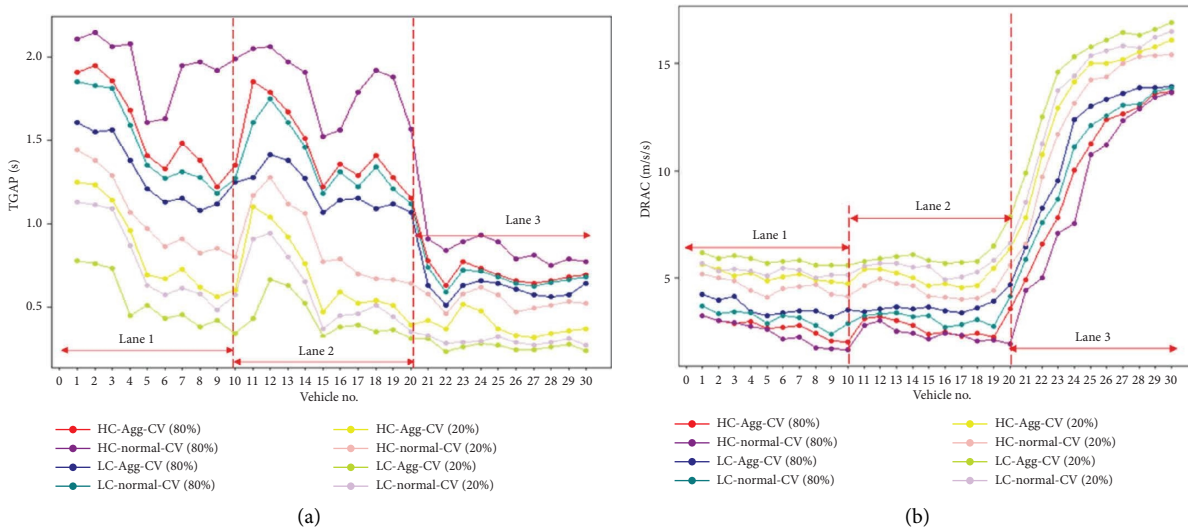 2.0
1.5
1.0
0.5
TGAP (s)
Lane 1
Lane 2
Lane 3
0 1 2 3 4 5 6 7 8 9 10 11 12 13 14 15 16 17 18 19 20 21 22 23 24 25 26 27 28 29 30
Vehicle no.
HC-Agg-CV (80%)
HC-normal-CV (80%)
LC-Agg-CV (80%)
LC-normal-CV (80%)
HC-Agg-CV (20%)
HC-normal-CV (20%)
LC-Agg-CV (20%)
LC-normal-CV (20%)
(a)
15
10
5
DRAC (m/s/s)
Lane 1
Lane 2
Lane 3
0 1 2 3 4 5 6 7 8 9 10 11 12 13 14 15 16 17 18 19 20 21 22 23 24 25 26 27 28 29 30
Vehicle no.
HC-Agg-CV (80%)
HC-normal-CV (80%)
LC-Agg-CV (80%)
LC-normal-CV (80%)
HC-Agg-CV (20%)
HC-normal-CV (20%)
LC-Agg-CV (20%)
LC-normal-CV (20%)
(b)